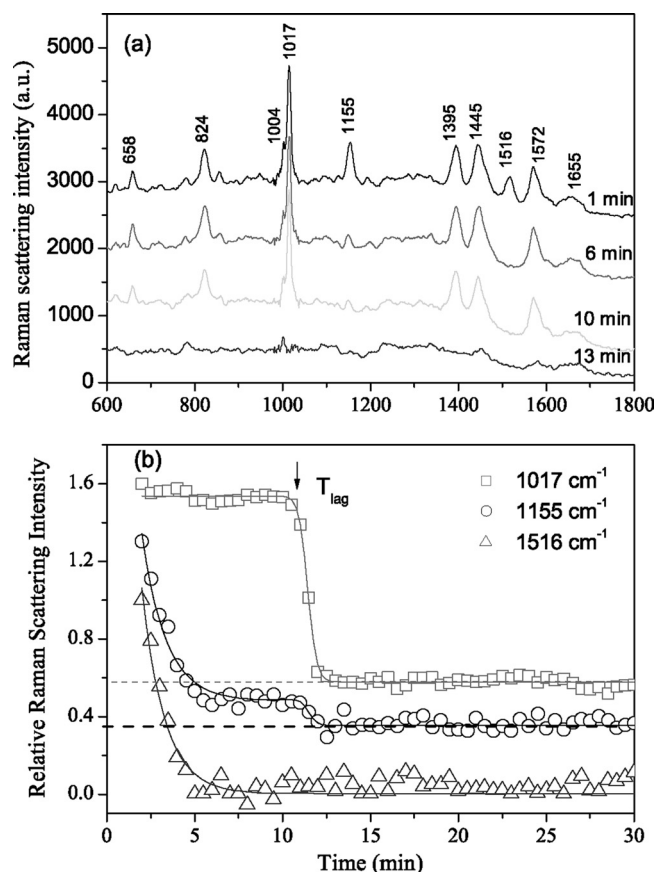 (a)
Raman scattering intensity (a.u.)
5000
4000
3000
2000
1000
0
658
824
1004
1017
1155
1395
1445
1516
1572
1655
1 min
6 min
10 min
13 min
600 800 1000 1200 1400 1600 1800
(b)
Relative Raman Scattering Intensity
1.6
1.2
0.8
0.4
0.0
T_lag
1017 cm⁻¹
1155 cm⁻¹
1516 cm⁻¹
0 5 10 15 20 25 30
Time (min)